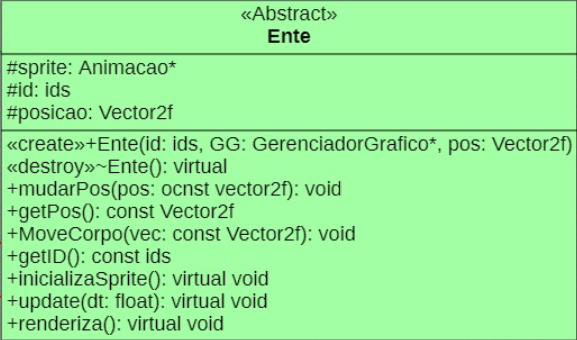 «Abstract»
Ente
#sprite: Animacao*
#id: ids
#posicao: Vector2f
«create»+Ente(id: ids, GG: GerenciadorGrafico*, pos: Vector2f)
«destroy»~Ente(): virtual
+mudarPos(pos: ocnst vector2f): void
+getPos(): const Vector2f
+MoveCorpo(vec: const Vector2f): void
+getID(): const ids
+inicializaSprite(): virtual void
+update(dt: float): virtual void
+renderiza(): virtual void